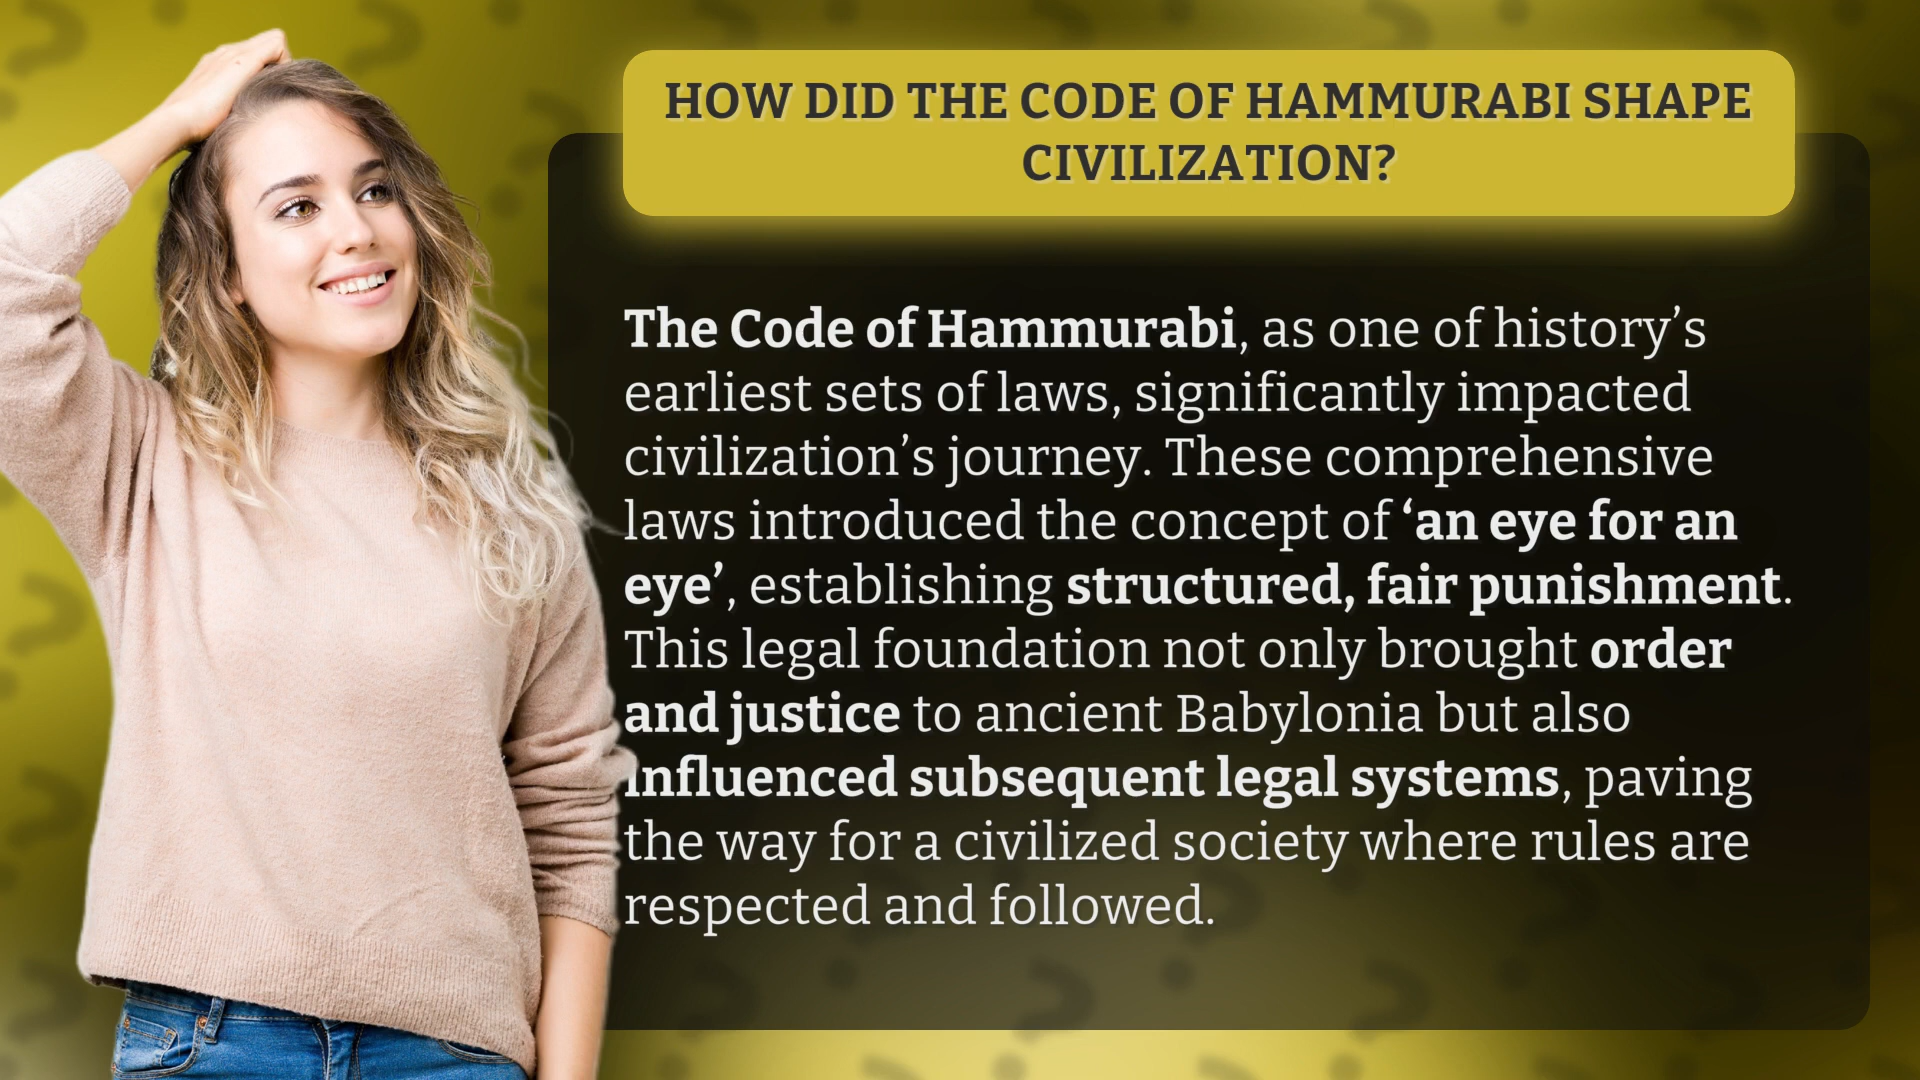 HOW DID THE CODE OF HAMMURABI SHAPE
CIVILIZATION?
The Code of Hammurabi, as one of history’s
earliest sets of laws, significantly impacted
civilization’s journey. These comprehensive
laws introduced the concept of ‘an eye for an
eye’, establishing structured, fair punishment.
This legal foundation not only brought order
and justice to ancient Babylonia but also
influenced subsequent legal systems, paving
the way for a civilized society where rules are
respected and followed.